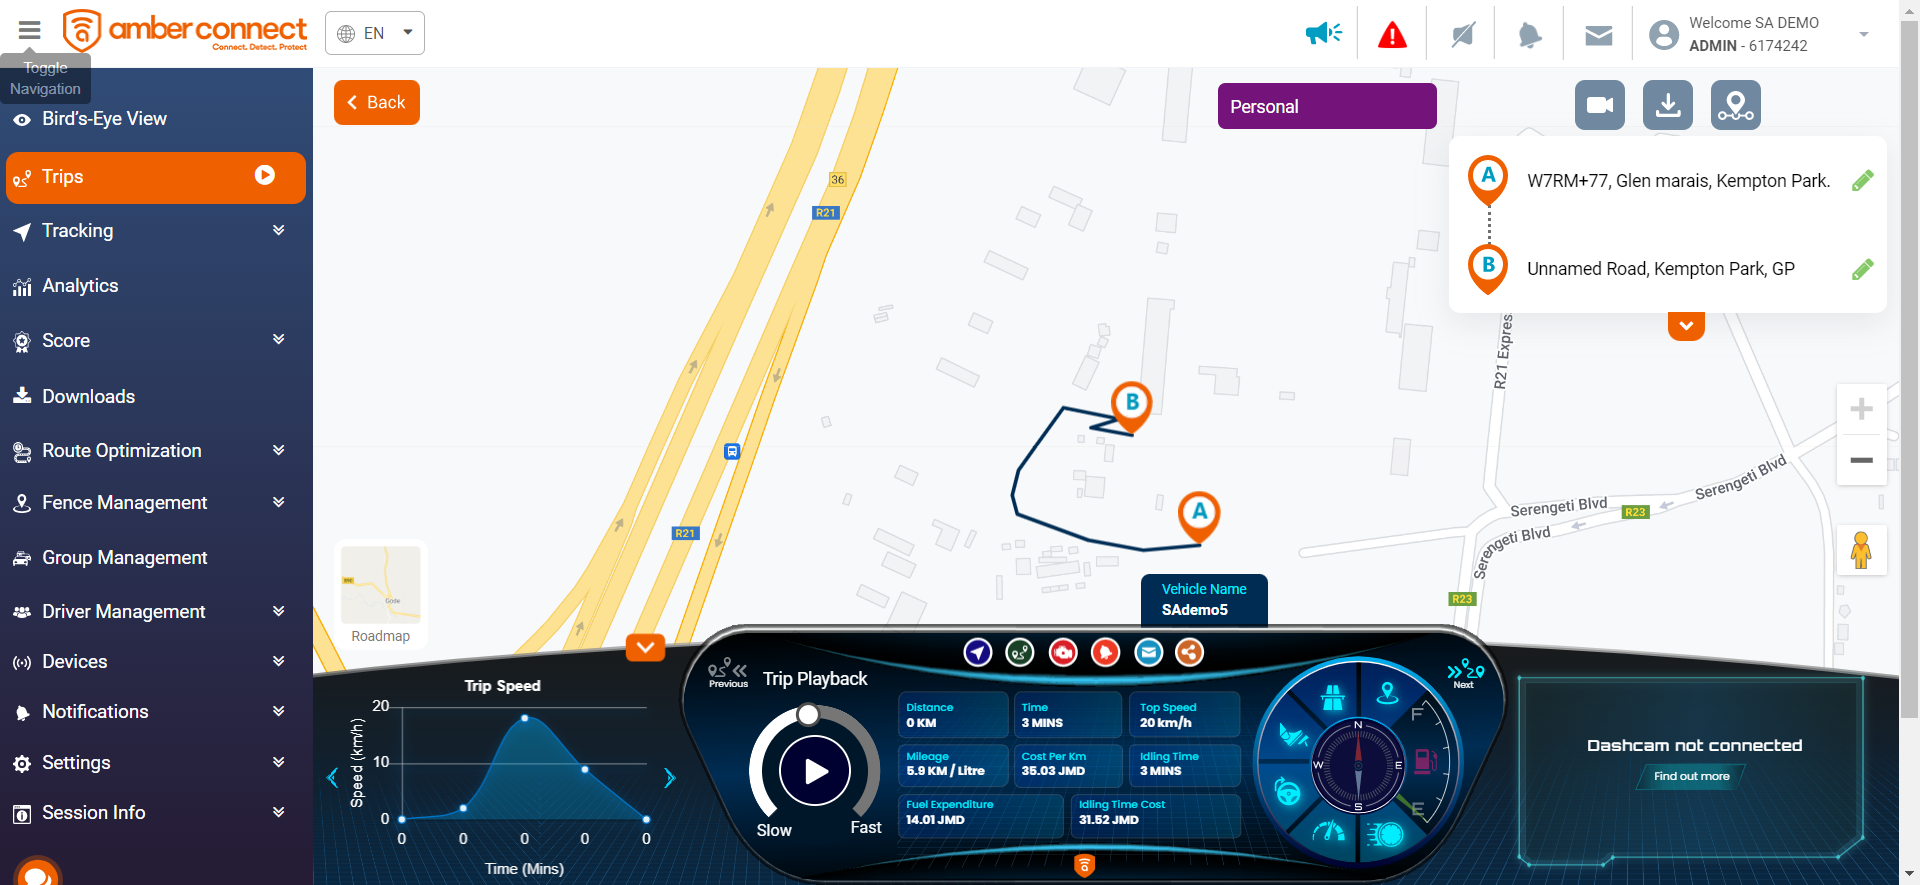 amber connect
Connect. Detect. Protect
EN
Welcome SA DEMO
ADMIN - 6174242
Toggle
Navigation
Bird's-Eye View
Trips
Tracking
Analytics
Score
Downloads
Route Optimization
Fence Management
Group Management
Driver Management
Devices
Notifications
Settings
Session Info
Back
Personal
A
W7RM+77, Glen marais, Kempton Park.
B
Unnamed Road, Kempton Park, GP
36
R21
R21
R21 Express
B
A
Serengeti Blvd
Serengeti Blvd
Serengeti Blvd
R23
R23
Gode
Roadmap
Vehicle Name
SAdemo5
Trip Speed
Speed (km/h)
20
10
0
0 0 0 0 0
Time (Mins)
Previous
Trip Playback
Slow
Fast
Distance
0 KM
Time
3 MINS
Top Speed
20 km/h
Mileage
5.9 KM / Litre
Cost Per Km
35.03 JMD
Idling Time
3 MINS
Fuel Expenditure
14.01 JMD
Idling Time Cost
31.52 JMD
N
W
E
S
F
E
Next
Dashcam not connected
Find out more